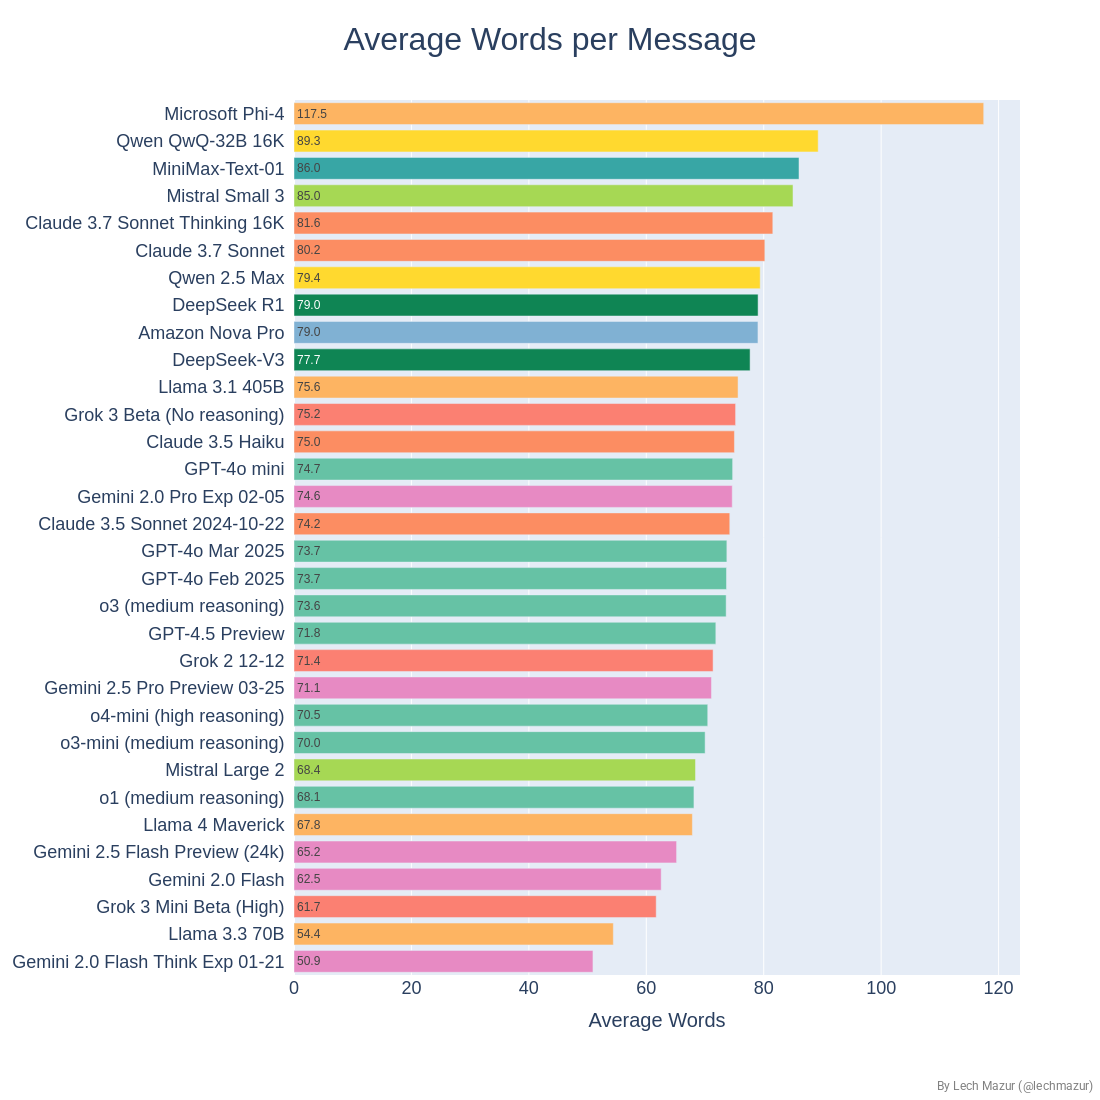 Average Words per Message
Microsoft Phi-4 117.5
Qwen QwQ-32B 16K 89.3
MiniMax-Text-01 86.0
Mistral Small 3 85.0
Claude 3.7 Sonnet Thinking 16K 81.6
Claude 3.7 Sonnet 80.2
Qwen 2.5 Max 79.4
DeepSeek R1 79.0
Amazon Nova Pro 79.0
DeepSeek-V3 77.7
Llama 3.1 405B 75.6
Grok 3 Beta (No reasoning) 75.2
Claude 3.5 Haiku 75.0
GPT-4o mini 74.7
Gemini 2.0 Pro Exp 02-05 74.6
Claude 3.5 Sonnet 2024-10-22 74.2
GPT-4o Mar 2025 73.7
GPT-4o Feb 2025 73.7
o3 (medium reasoning) 73.6
GPT-4.5 Preview 71.8
Grok 2 12-12 71.4
Gemini 2.5 Pro Preview 03-25 71.1
o4-mini (high reasoning) 70.5
o3-mini (medium reasoning) 70.0
Mistral Large 2 68.4
o1 (medium reasoning) 68.1
Llama 4 Maverick 67.8
Gemini 2.5 Flash Preview (24k) 65.2
Gemini 2.0 Flash 62.5
Grok 3 Mini Beta (High) 61.7
Llama 3.3 70B 54.4
Gemini 2.0 Flash Think Exp 01-21 50.9
0 20 40 60 80 100 120
Average Words
By Lech Mazur (@lechmazur)